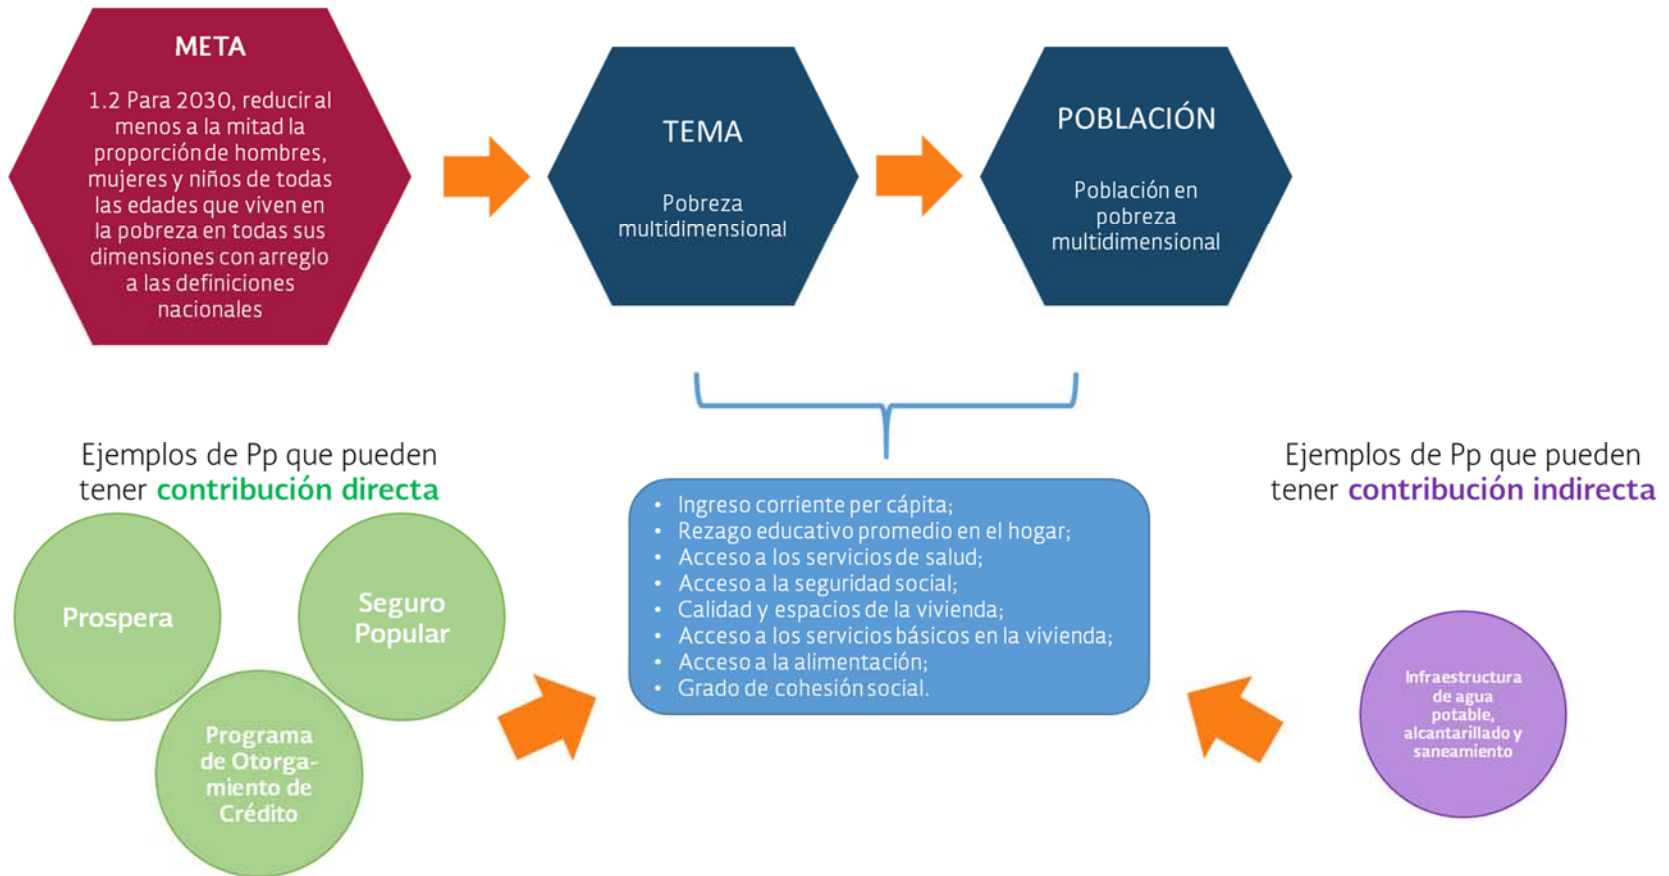 META
1.2 Para 2030, reducir al
menos a la mitad la
proporción de hombres,
mujeres y niños de todas
las edades que viven en
la pobreza en todas sus
dimensiones con arreglo
a las definiciones
nacionales
TEMA
Pobreza
multidimensional
POBLACIÓN
Población en
pobreza
multidimensional
Ejemplos de Pp que pueden
tener contribución directa
Prospera
Seguro
Popular
Programa
de Otorga-
miento de
Crédito
• Ingreso corriente per cápita;
• Rezago educativo promedio en el hogar;
• Acceso a los servicios de salud;
• Acceso a la seguridad social;
• Calidad y espacios de la vivienda;
• Acceso a los servicios básicos en la vivienda;
• Acceso a la alimentación;
• Grado de cohesión social.
Ejemplos de Pp que pueden
tener contribución indirecta
Infraestructura
de agua
potable,
alcantarillado y
saneamiento